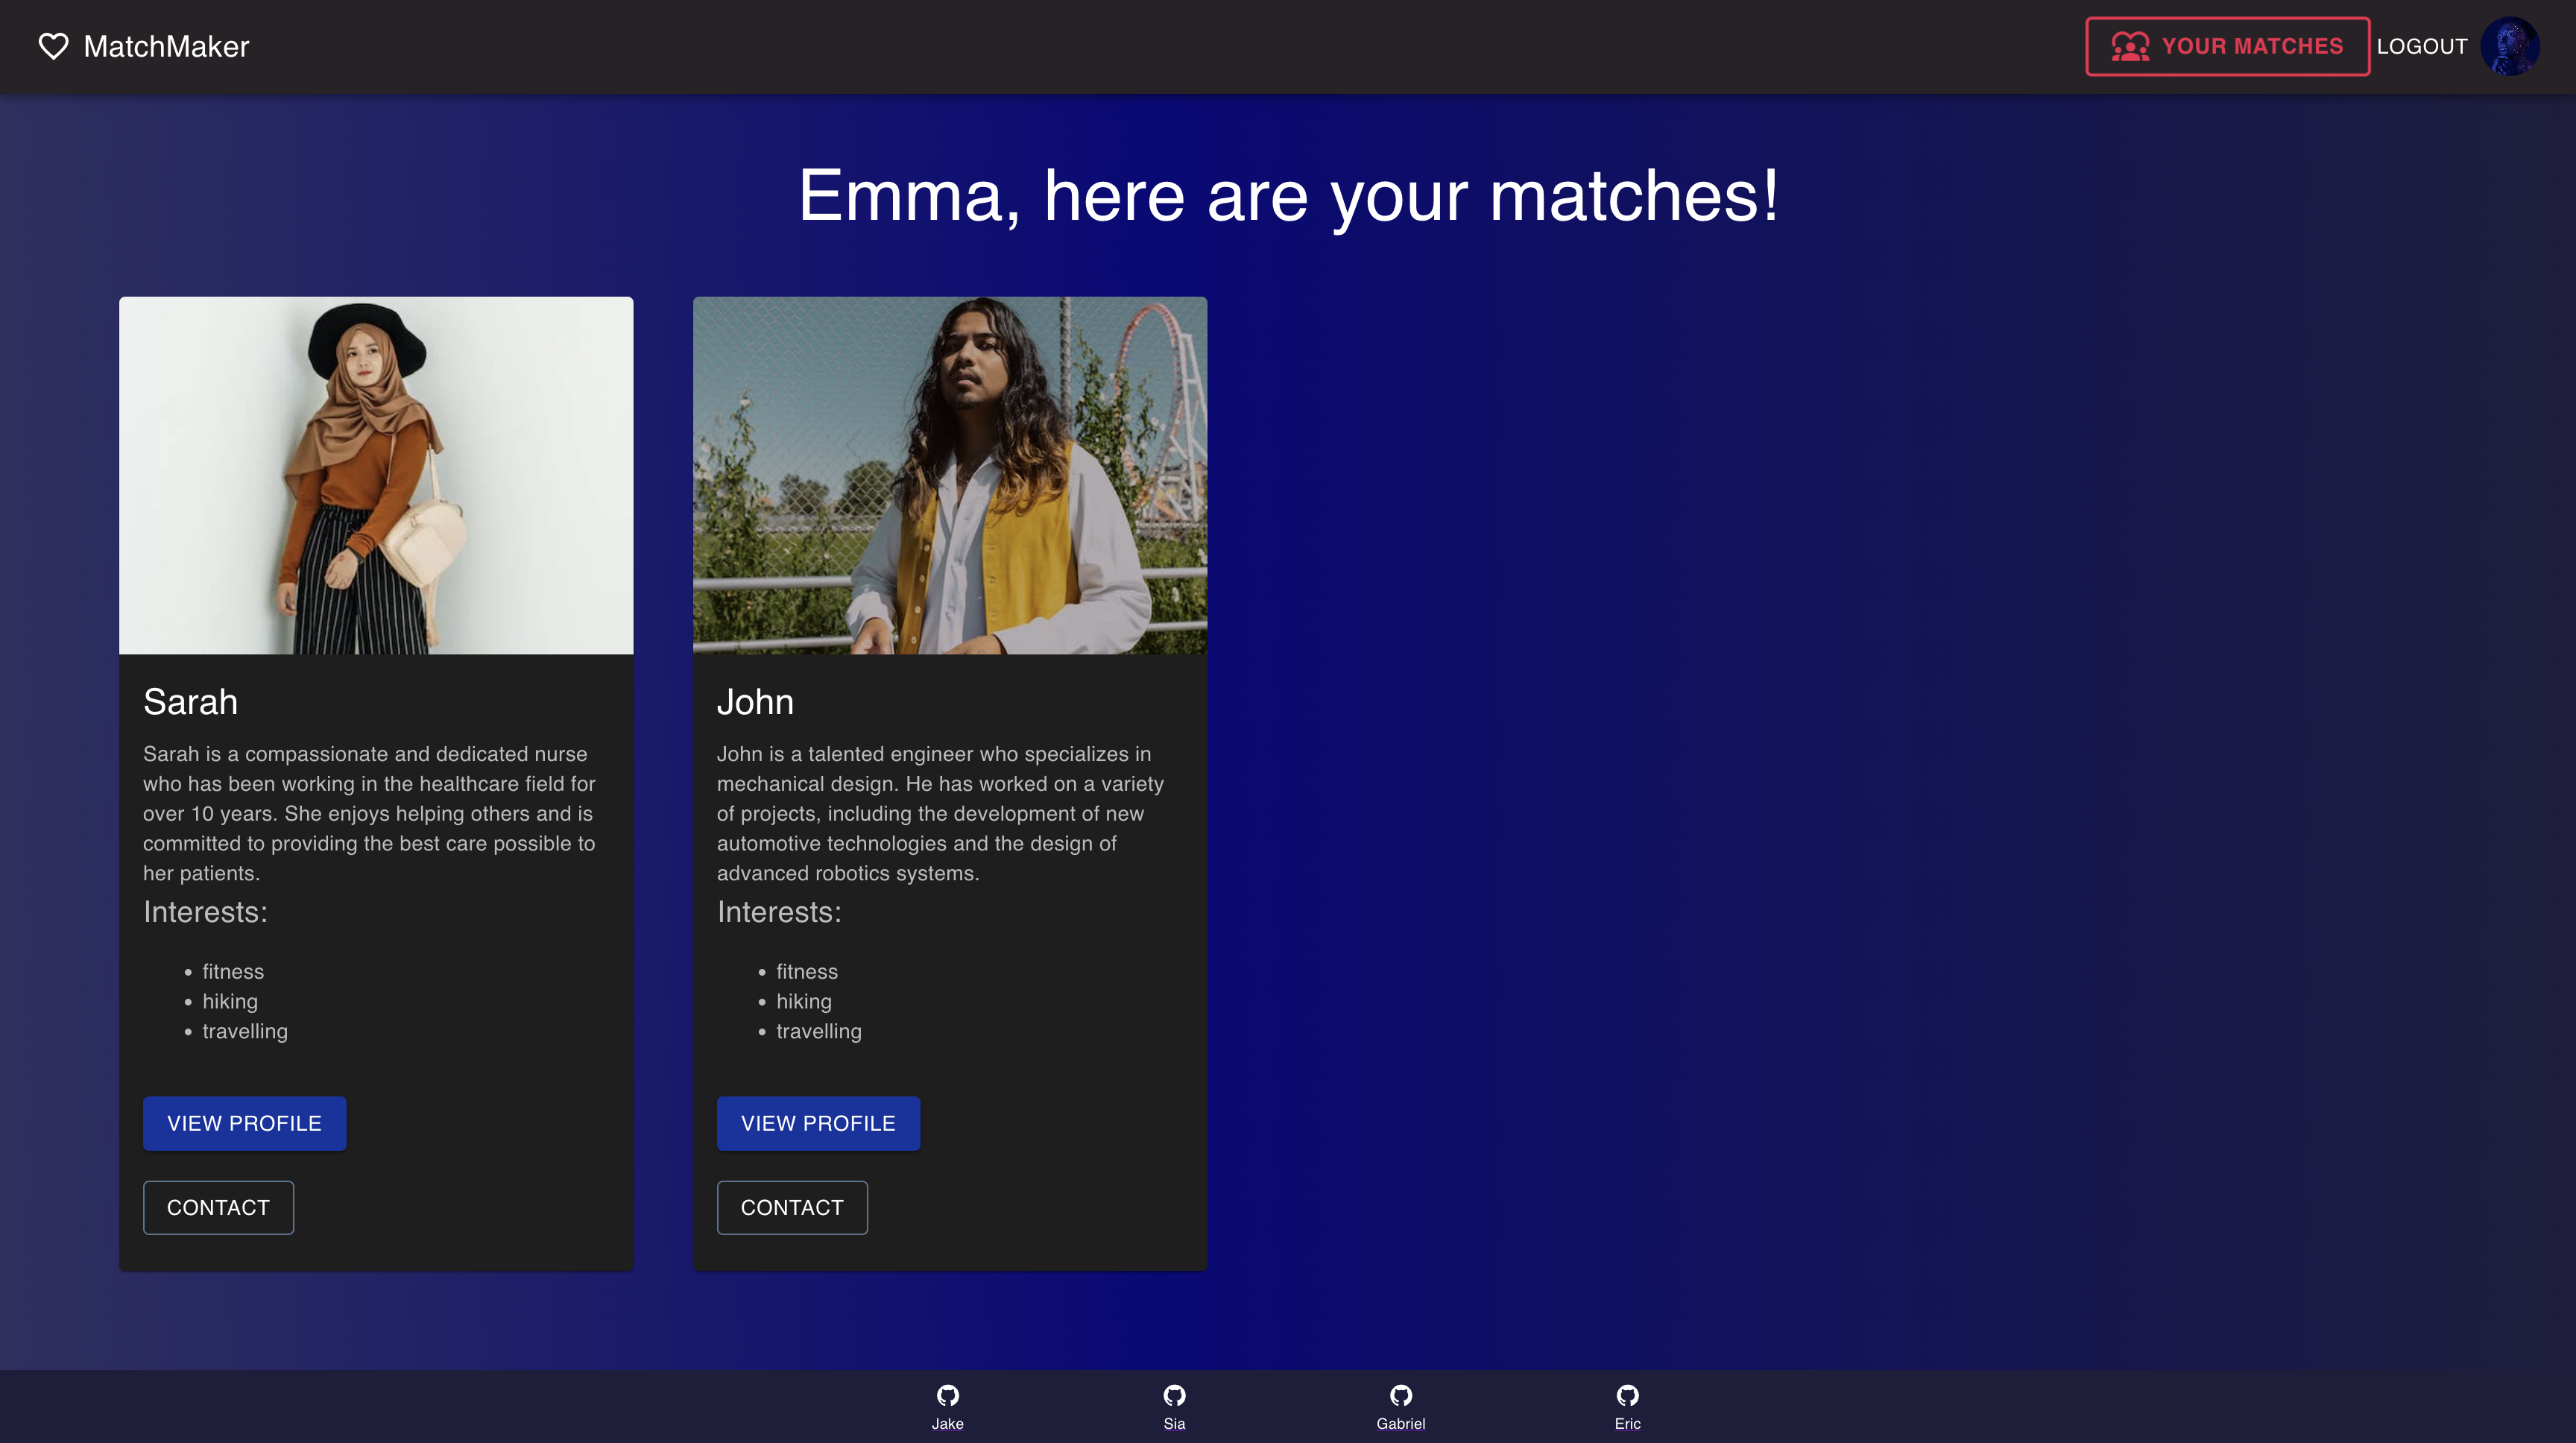 MatchMaker
YOUR MATCHES
LOGOUT
Emma, here are your matches!
Sarah
Sarah is a compassionate and dedicated nurse
who has been working in the healthcare field for
over 10 years. She enjoys helping others and is
committed to providing the best care possible to
her patients.
Interests:
fitness
hiking
travelling
VIEW PROFILE
CONTACT
John
John is a talented engineer who specializes in
mechanical design. He has worked on a variety
of projects, including the development of new
automotive technologies and the design of
advanced robotics systems.
Interests:
fitness
hiking
travelling
VIEW PROFILE
CONTACT
Jake
Sia
Gabriel
Eric